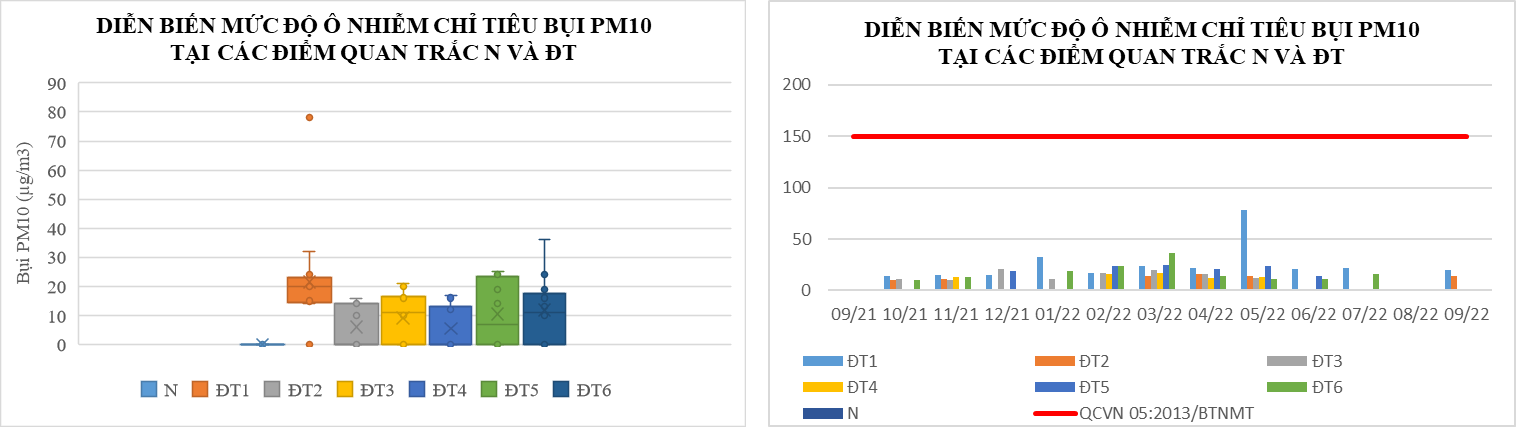 DIỄN BIẾN MỨC ĐỘ Ô NHIỄM CHỈ TIÊU BỤI PM10
TẠI CÁC ĐIỂM QUAN TRẮC N VÀ ĐT
90
80
70
60
50
40
30
20
10
0
Bụi PM10 (µg/m3)
N ĐT1 ĐT2 ĐT3 ĐT4 ĐT5 ĐT6
DIỄN BIẾN MỨC ĐỘ Ô NHIỄM CHỈ TIÊU BỤI PM10
TẠI CÁC ĐIỂM QUAN TRẮC N VÀ ĐT
200
150
100
50
0
09/21 10/21 11/21 12/21 01/22 02/22 03/22 04/22 05/22 06/22 07/22 08/22 09/22
ĐT1 ĐT2 ĐT3
ĐT4 ĐT5 ĐT6
N QCVN 05:2013/BTNMT